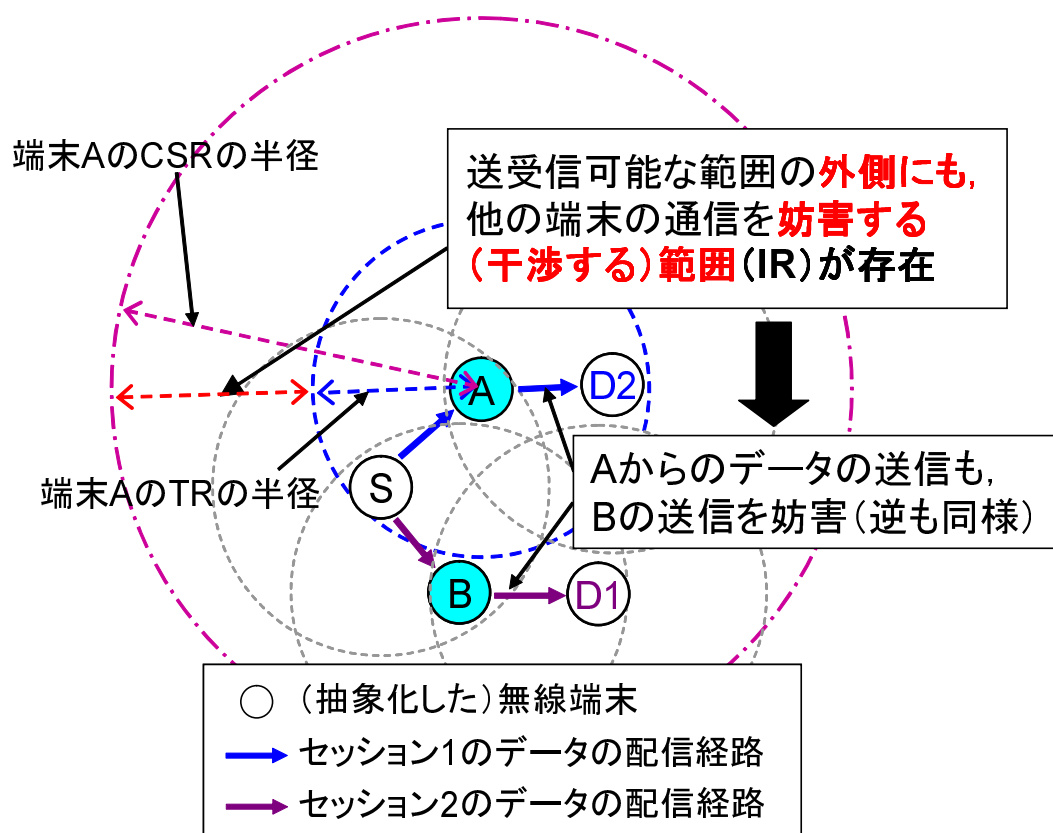 端末AのCSRの半径
送受信可能な範囲の外側にも,
他の端末の通信を妨害する
（干渉する）範囲（IR）が存在
A
D2
端末AのTRの半径
S
Aからのデータの送信も,
Bの送信を妨害（逆も同様）
B
D1
（抽象化した）無線端末
セッション1のデータの配信経路
セッション2のデータの配信経路